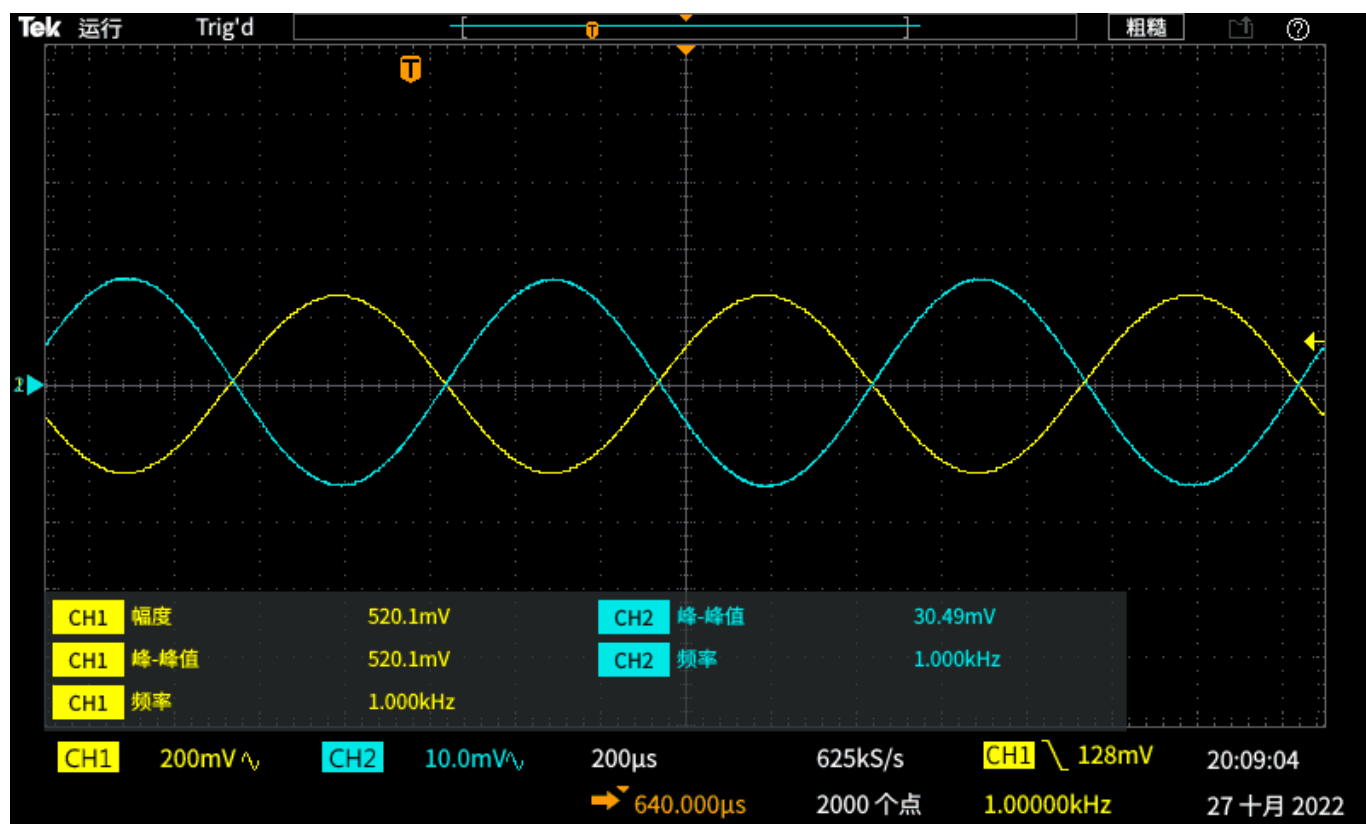 Tek 运行 Trig'd 粗糙
T
T
2
CH1 幅度 520.1mV CH2 峰-峰值 30.49mV
CH1 峰-峰值 520.1mV CH2 频率 1.000kHz
CH1 频率 1.000kHz
CH1 200mV CH2 10.0mV 200µs 625kS/s CH1 128mV 20:09:04
640.000µs 2000 个点 1.00000kHz 27 十月 2022